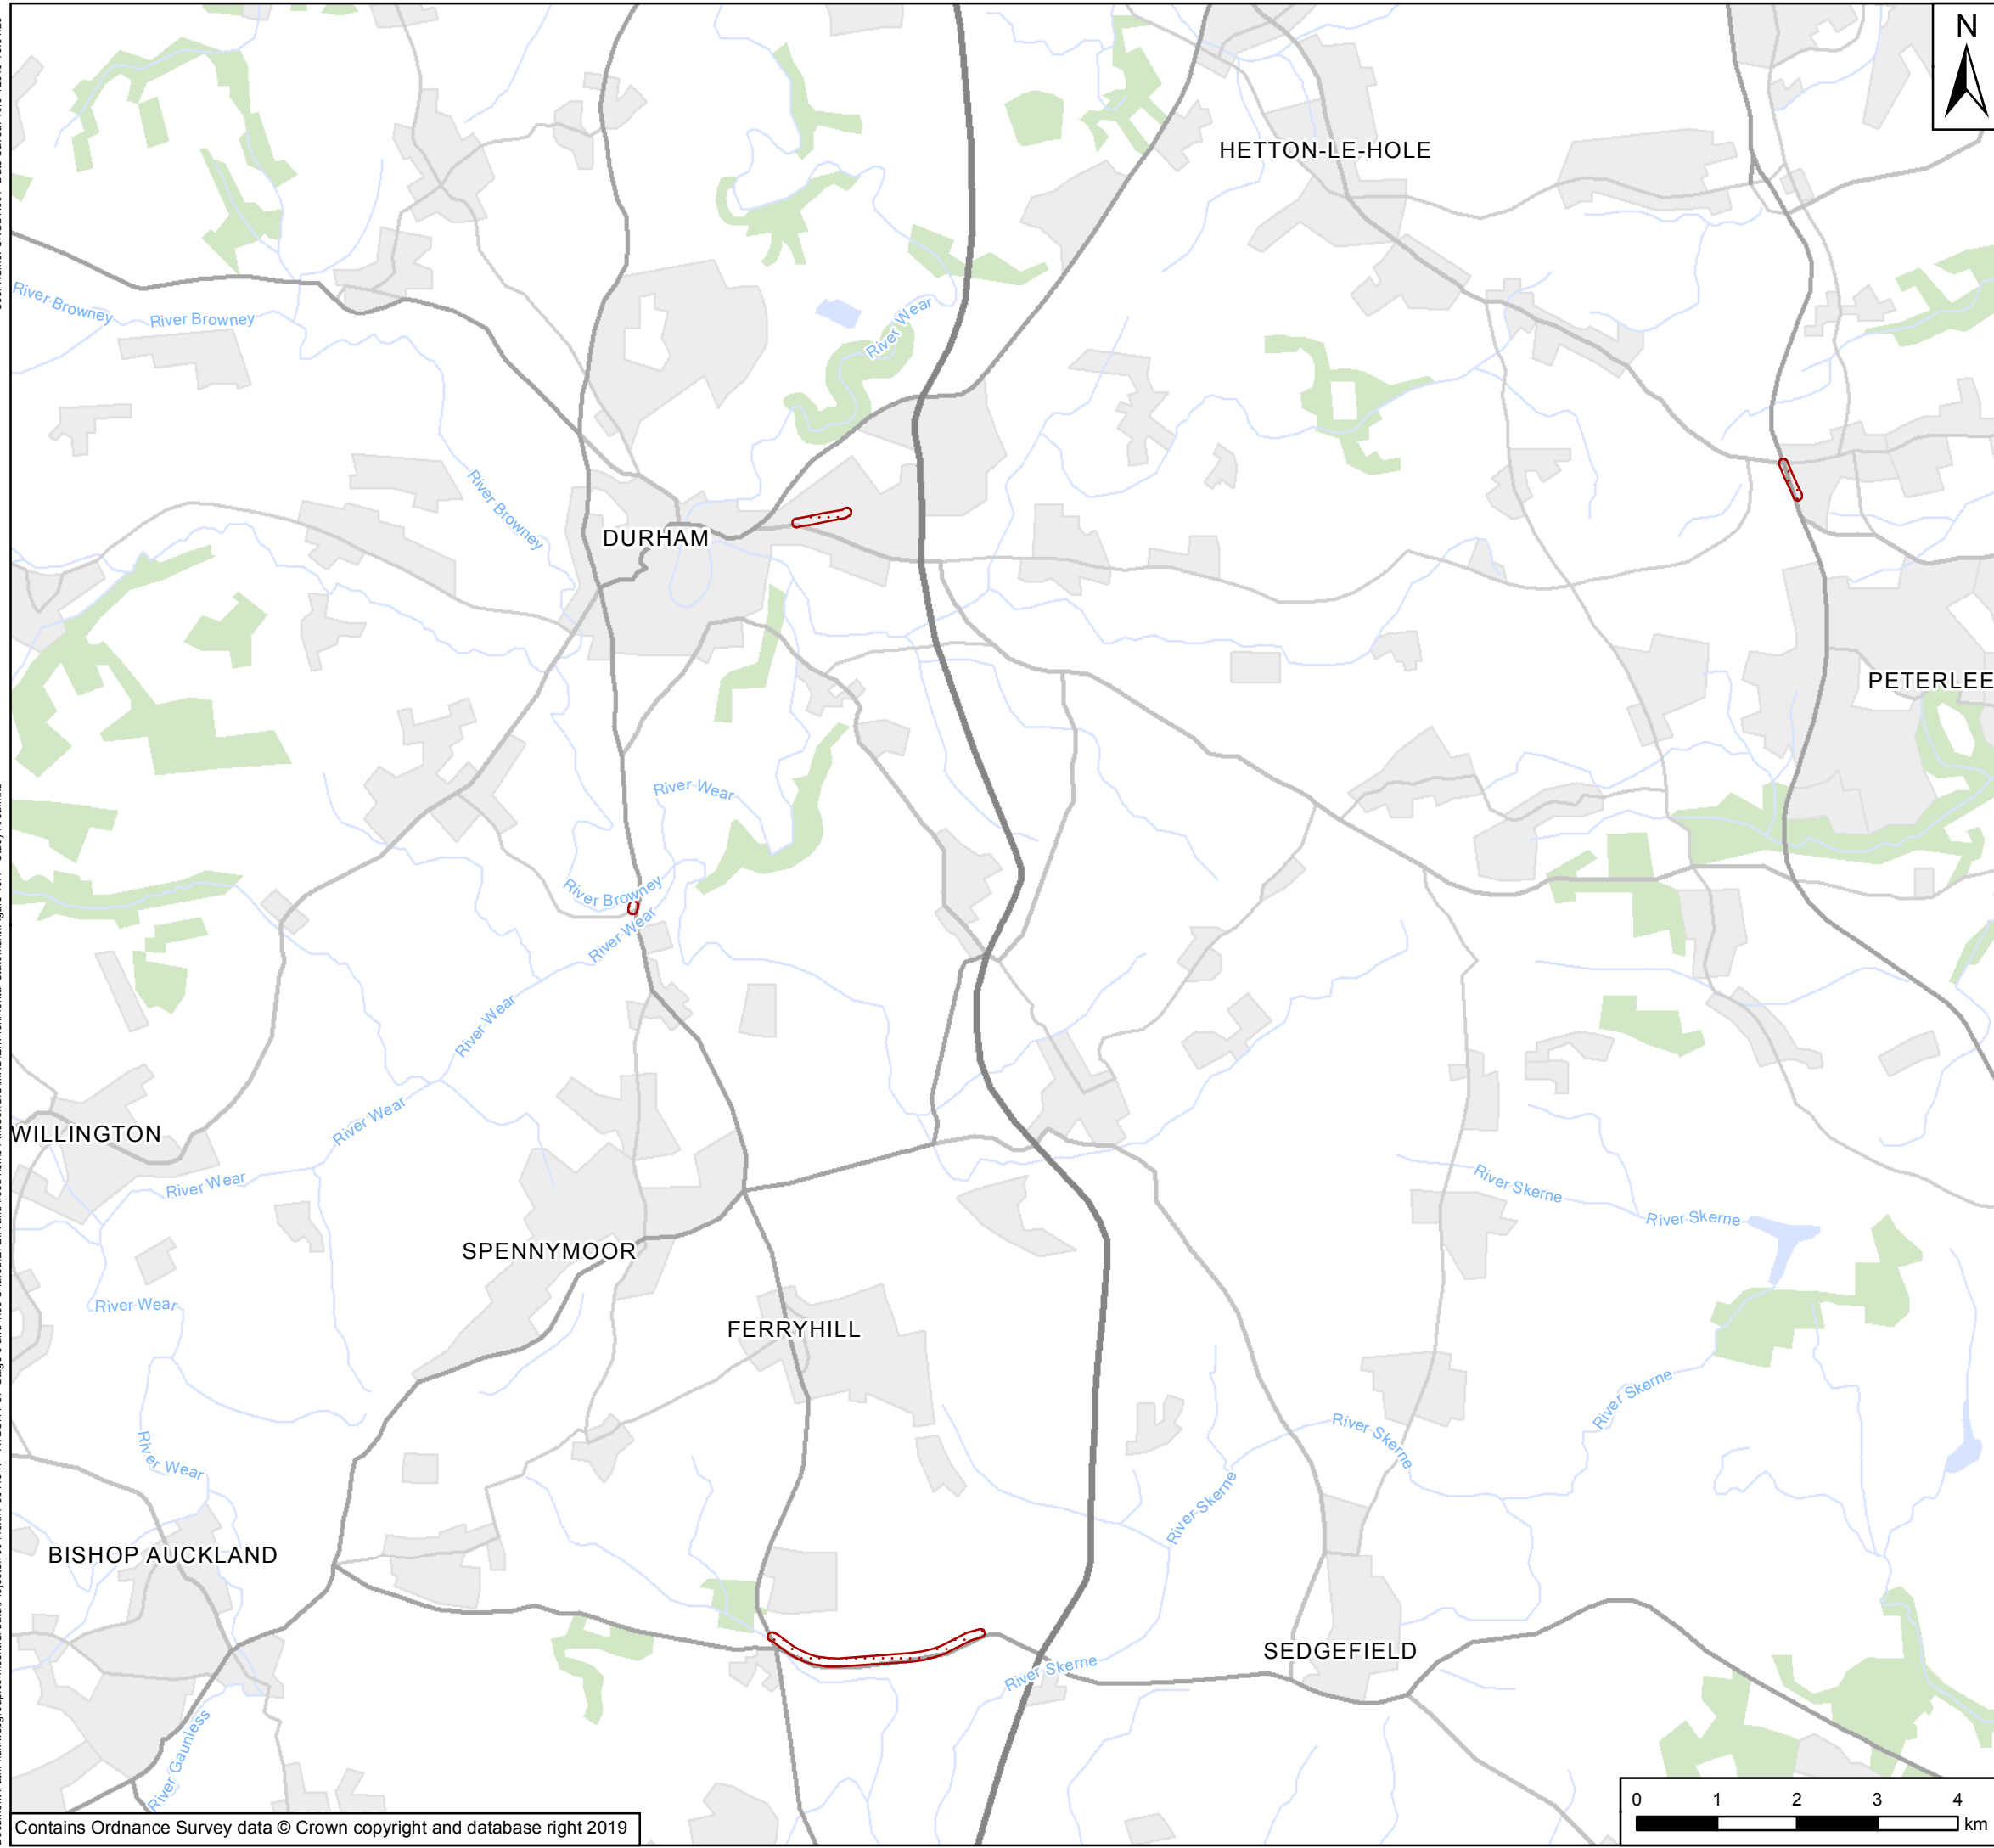 N
HETTON-LE-HOLE
River Browney
River Browney
River Wear
River Browney
DURHAM
PETERLEE
River Wear
River Browney
River Wear
River Wear
WILLINGTON
River Wear
River Wear
River Skerne
River Skerne
SPENNYMOOR
River Wear
FERRYHILL
River Skerne
River Skerne
River Wear
River Skerne
BISHOP AUCKLAND
SEDGEFIELD
River Skerne
River Gaunless
0 1 2 3 4
km
Contains Ordnance Survey data © Crown copyright and database right 2019